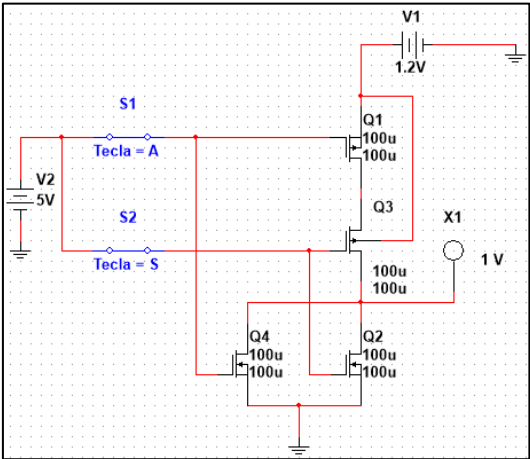 V1
1.2V
S1
Tecla = A
Q1
100u
100u
V2
5V
S2
Tecla = S
Q3
100u
100u
X1
1 V
Q4
100u
100u
Q2
100u
100u